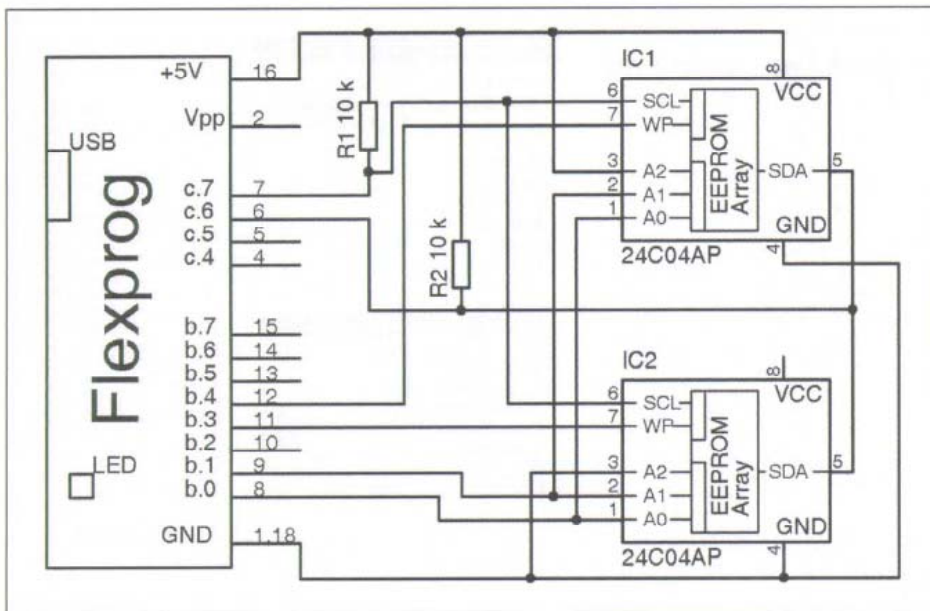 Flexprog
USB
LED
+5V 16
Vpp 2
c.7 7
c.6 6
c.5 5
c.4 4
b.7 15
b.6 14
b.5 13
b.4 12
b.3 11
b.2 10
b.1 9
b.0 8
GND 1,18
R1 10 k
R2 10 k
IC1
8
VCC
6 SCL
7 WP
3 A2
2 A1
1 A0
EEPROM
Array
SDA 5
GND
4
24C04AP
IC2
8
VCC
6 SCL
7 WP
3 A2
2 A1
1 A0
EEPROM
Array
SDA 5
GND
4
24C04AP